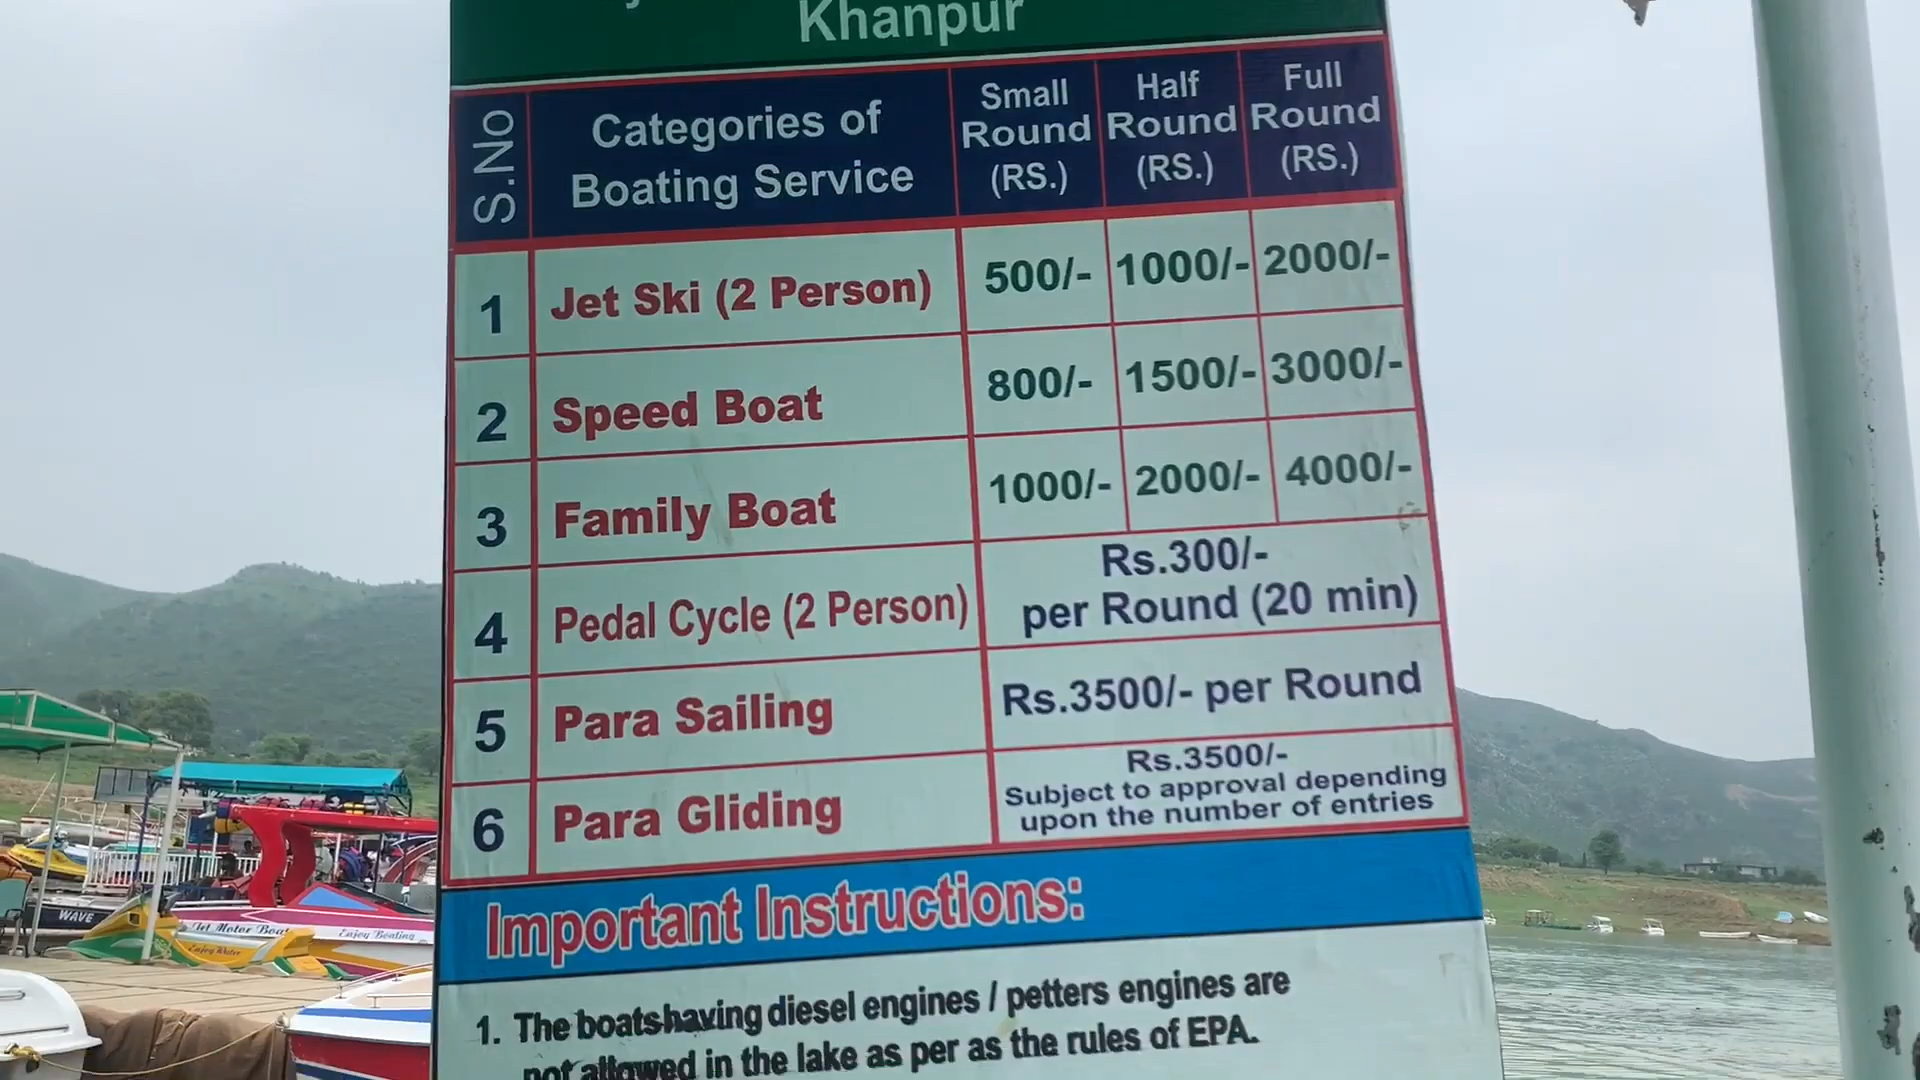 Khanpur
S.No
Categories of
Boating Service
Small
Round
(RS.)
Half
Round
(RS.)
Full
Round
(RS.)
1 Jet Ski (2 Person) 500/- 1000/- 2000/-
2 Speed Boat 800/- 1500/- 3000/-
3 Family Boat 1000/- 2000/- 4000/-
4 Pedal Cycle (2 Person) Rs.300/-
per Round (20 min)
5 Para Sailing Rs.3500/- per Round
6 Para Gliding Rs.3500/-
Subject to approval depending
upon the number of entries
Important Instructions:
1. The boats having diesel engines / petters engines are
not allowed in the lake as per as the rules of EPA.
WAVE
Jet Motor Boat
Enjoy Boating
Enjoy Water